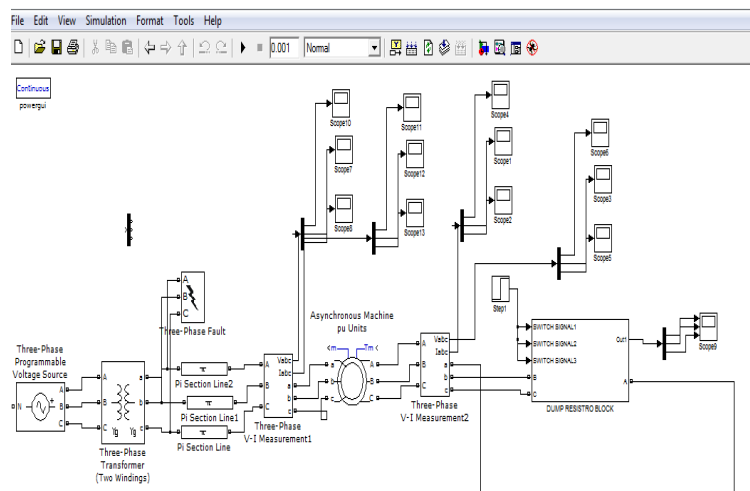 File Edit View Simulation Format Tools Help
0.001 Normal
Continuous
powergui
Scope10
Scope7
Scope8
Scope11
Scope12
Scope13
Scope4
Scope1
Scope2
Scope6
Scope3
Scope5
Step1
A
B
C
Three-Phase Fault
Three-Phase
Programmable
Voltage Source
N
A
B
C
A
B
C
a
b
c
Yg Yg
Three-Phase
Transformer
(Two Windings)
Pi Section Line2
Pi Section Line1
Pi Section Line
A
B
C
Vabc
Iabc
a
b
c
Three-Phase
V-I Measurement1
Asynchronous Machine
pu Units
<m Tm<
a
b
c
A
B
C
A
B
C
Vabc
Iabc
a
b
c
Three-Phase
V-I Measurement2
SWITCH SIGNAL1
SWITCH SIGNAL2
SWITCH SIGNAL3
B
C
Out1
A
DUMP RESISTRO BLOCK
Scope9